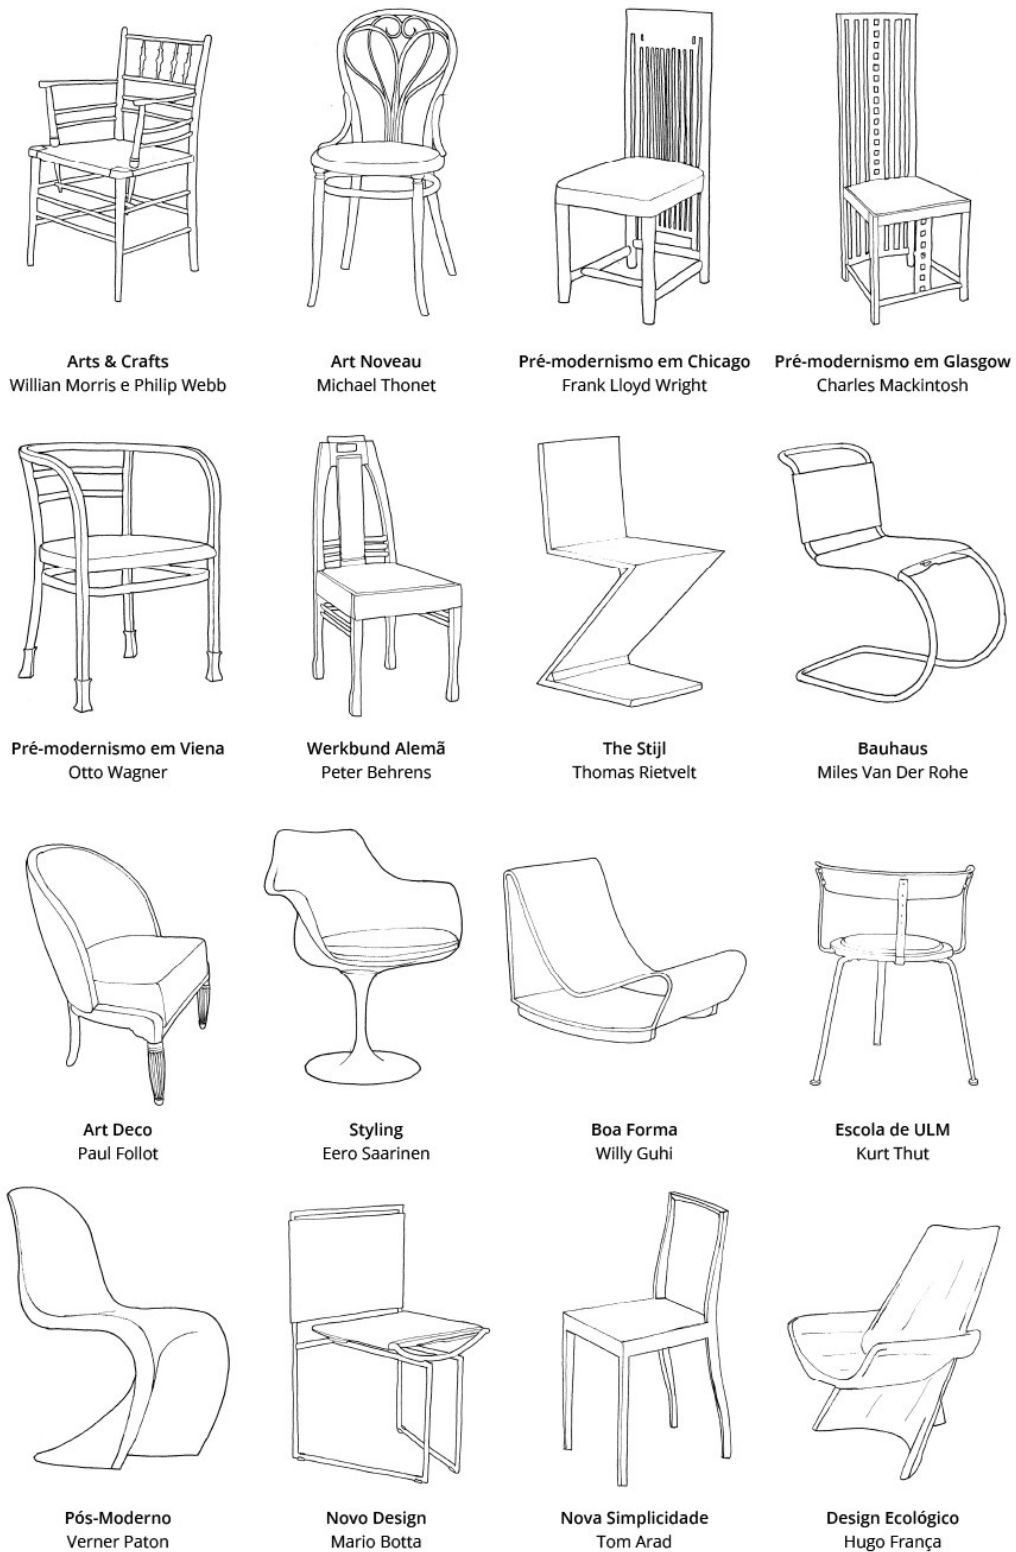 Arts & Crafts
Willian Morris e Philip Webb
Art Noveau
Michael Thonet
Pré-modernismo em Chicago
Frank Lloyd Wright
Pré-modernismo em Glasgow
Charles Mackintosh
Pré-modernismo em Viena
Otto Wagner
Werkbund Alemã
Peter Behrens
The Stijl
Thomas Rietvelt
Bauhaus
Miles Van Der Rohe
Art Deco
Paul Follot
Styling
Eero Saarinen
Boa Forma
Willy Guhi
Escola de ULM
Kurt Thut
Pós-Moderno
Verner Paton
Novo Design
Mario Botta
Nova Simplicidade
Tom Arad
Design Ecológico
Hugo França